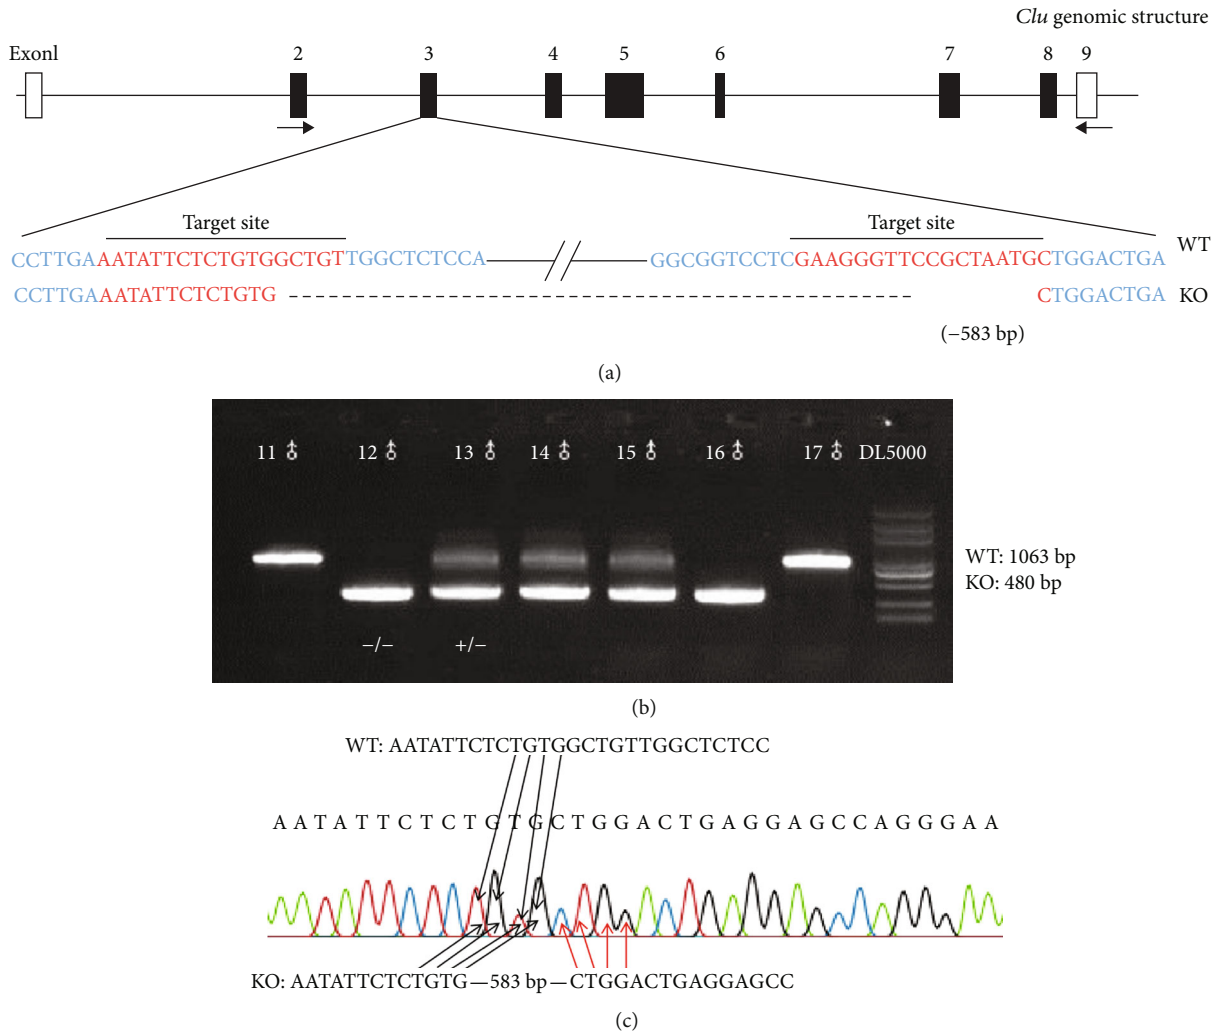 Clu genomic structure
Exonl 2 3 4 5 6 7 8 9
Target site Target site
CCTTGAAATATTCTCTGTGGCTGTTGGCTCTCCA GGCGGTCCTCGAAGGGTTCCGCTAATGCTGGACTGA WT
CCTTGAAATATTCTCTGTG CTGGACTGA KO
(−583 bp)
(a)
11 ♂ 12 ♂ 13 ♂ 14 ♂ 15 ♂ 16 ♂ 17 ♂ DL5000
WT: 1063 bp
KO: 480 bp
−/− +/−
(b)
WT: AATATTCTCTGTGGCTGTTGGCTCTCC
A A T A T T C T C T G T G C T G G A C T G A G G A G C C A G G G A A
KO: AATATTCTCTGTG—583 bp—CTGGACTGAGGAGCC
(c)